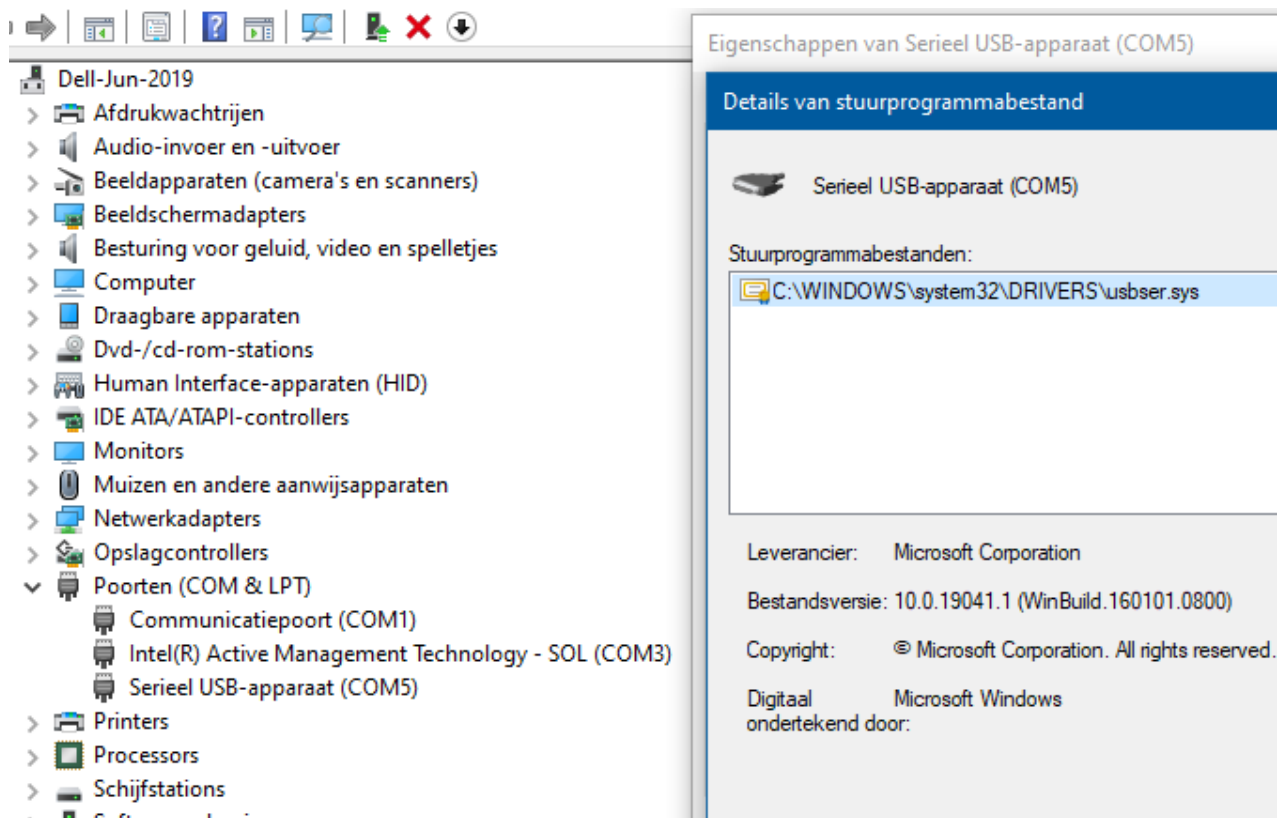 Dell-Jun-2019
Afdrukwachtrijen
Audio-invoer en -uitvoer
Beeldapparaten (camera's en scanners)
Beeldschermadapters
Besturing voor geluid, video en spelletjes
Computer
Draagbare apparaten
Dvd-/cd-rom-stations
Human Interface-apparaten (HID)
IDE ATA/ATAPI-controllers
Monitors
Muizen en andere aanwijsapparaten
Netwerkadapters
Opslagcontrollers
Poorten (COM & LPT)
Communicatiepoort (COM1)
Intel(R) Active Management Technology - SOL (COM3)
Serieel USB-apparaat (COM5)
Printers
Processors
Schijfstations
Eigenschappen van Serieel USB-apparaat (COM5)
Details van stuurprogrammabestand
Serieel USB-apparaat (COM5)
Stuurprogrammabestanden:
C:\WINDOWS\system32\DRIVERS\usbser.sys
Leverancier: Microsoft Corporation
Bestandsversie: 10.0.19041.1 (WinBuild.160101.0800)
Copyright: © Microsoft Corporation. All rights reserved.
Digitaal Microsoft Windows
ondertekend door: